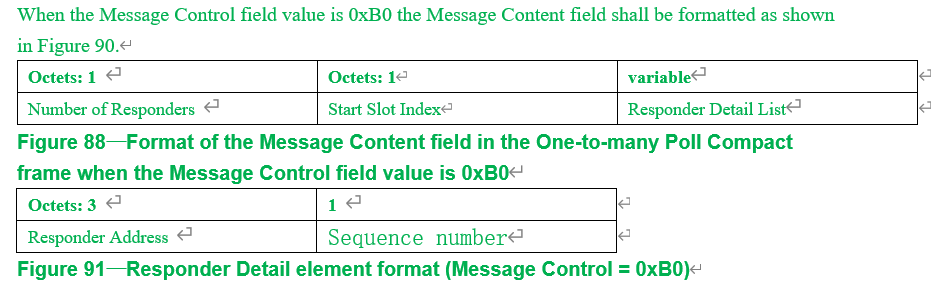 When the Message Control field value is 0xB0 the Message Content field shall be formatted as shown
in Figure 90.↵
Octets: 1 ↵ Octets: 1↵ variable↵ ↵
Number of Responders ↵ Start Slot Index↵ Responder Detail List↵ ↵
Figure 88—Format of the Message Content field in the One-to-many Poll Compact
frame when the Message Control field value is 0xB0↵
Octets: 3 ↵ 1 ↵ ↵
Responder Address ↵ Sequence number↵ ↵
Figure 91—Responder Detail element format (Message Control = 0xB0)↵